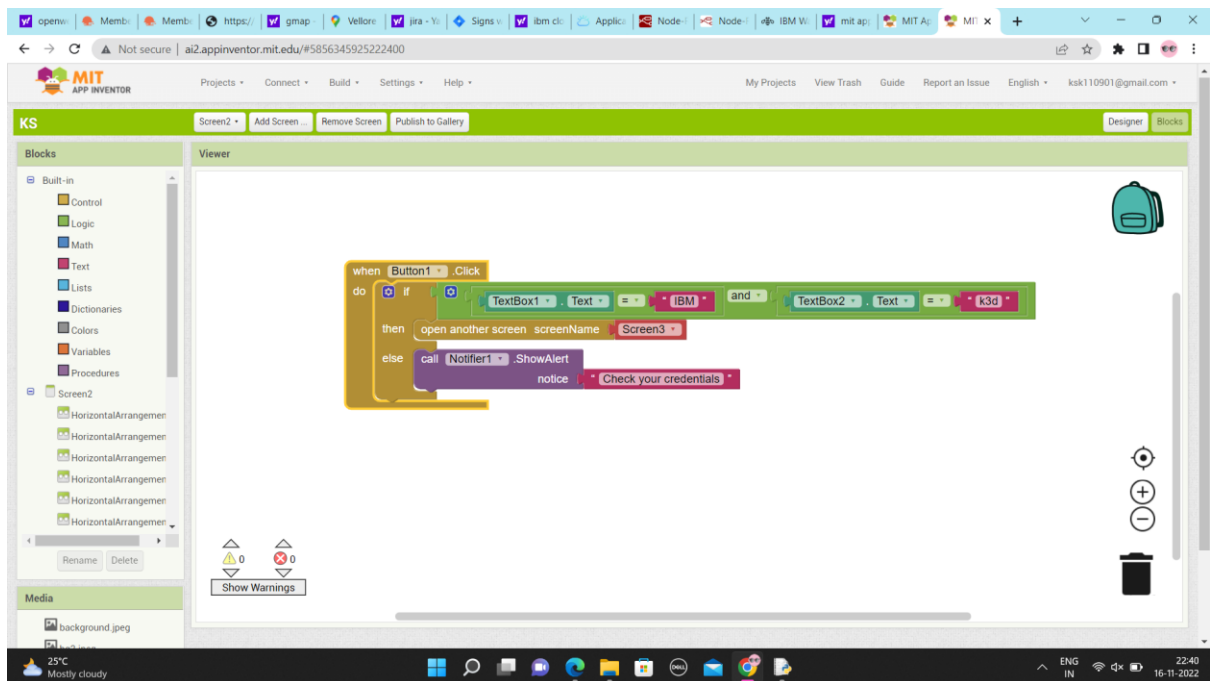 openwe Membe Membe https:// gmap - Vellore jira - Ya Signs v ibm clo Applica Node- Node- IBM W mit ap MIT Ap MIT
Not secure ai2.appinventor.mit.edu/#5856345925222400
MIT APP INVENTOR Projects Connect Build Settings Help My Projects View Trash Guide Report an Issue English ksk110901@gmail.com
KS Screen2 Add Screen ... Remove Screen Publish to Gallery Designer Blocks
Blocks Viewer
Built-in
Control
Logic
Math
Text
Lists
Dictionaries
Colors
Variables
Procedures
Screen2
HorizontalArrangemen
HorizontalArrangemen
HorizontalArrangemen
HorizontalArrangemen
HorizontalArrangemen
HorizontalArrangemen
Rename Delete
Media
background.jpeg
when Button1 .Click
do if TextBox1 . Text = " IBM " and TextBox2 . Text = " k3d "
then open another screen screenName Screen3
else call Notifier1 .ShowAlert
notice " Check your credentials "
0 0
Show Warnings
25°C
Mostly cloudy
ENG
IN
22:40
16-11-2022